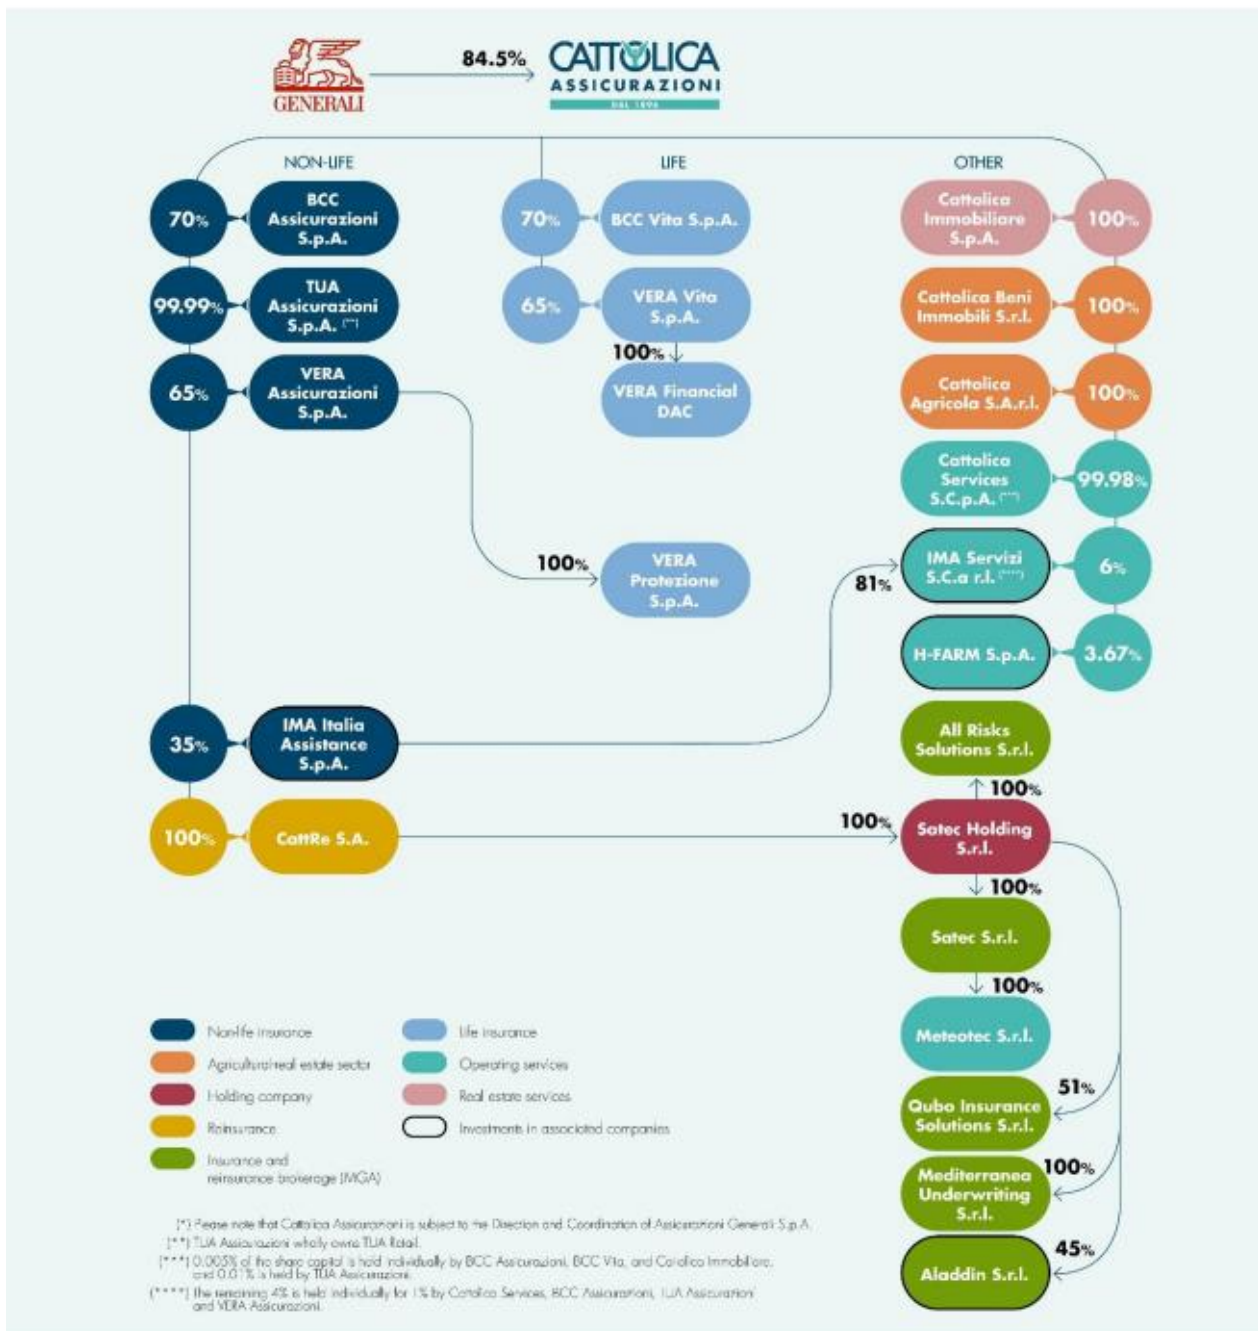 84.5%
GENERALI
CATTOLICA
ASSICURAZIONI
DAL 1896
NON-LIFE
LIFE
OTHER
70%
BCC
Assicurazioni
S.p.A.
70%
BCC Vita S.p.A.
Cattolica
Immobiliare
S.p.A.
100%
99.99%
TUA
Assicurazioni
S.p.A. (**)
65%
VERA Vita
S.p.A.
Cattolica Beni
Immobili S.r.l.
100%
100%
65%
VERA
Assicurazioni
S.p.A.
VERA Financial
DAC
Cattolica
Agricola S.A.r.l.
100%
Cattolica
Services
S.C.p.A. (***)
99.98%
100%
VERA
Protezione
S.p.A.
81%
IMA Servizi
S.C.a r.l. (****)
6%
H-FARM S.p.A.
3.67%
35%
IMA Italia
Assistance
S.p.A.
All Risks
Solutions S.r.l.
100%
100%
CattRe S.A.
100%
Satec Holding
S.r.l.
100%
Satec S.r.l.
100%
Meteotec S.r.l.
51%
Qubo Insurance
Solutions S.r.l.
100%
Mediterranea
Underwriting
S.r.l.
45%
Aladdin S.r.l.
Non-life insurance
Life insurance
Agricultural-real estate sector
Operating services
Holding company
Real estate services
Reinsurance
Investments in associated companies
Insurance and
reinsurance brokerage (MGA)
(*) Please note that Cattolica Assicurazioni is subject to the Direction and Coordination of Assicurazioni Generali S.p.A.
(**) TUA Assicurazioni wholly owns TUA Retail.
(***) 0.005% of the share capital is held individually by BCC Assicurazioni, BCC Vita, and Cattolica Immobiliare,
and 0.01% is held by TUA Assicurazioni.
(****) The remaining 4% is held individually for 1% by Cattolica Services, BCC Assicurazioni, TUA Assicurazioni
and VERA Assicurazioni.